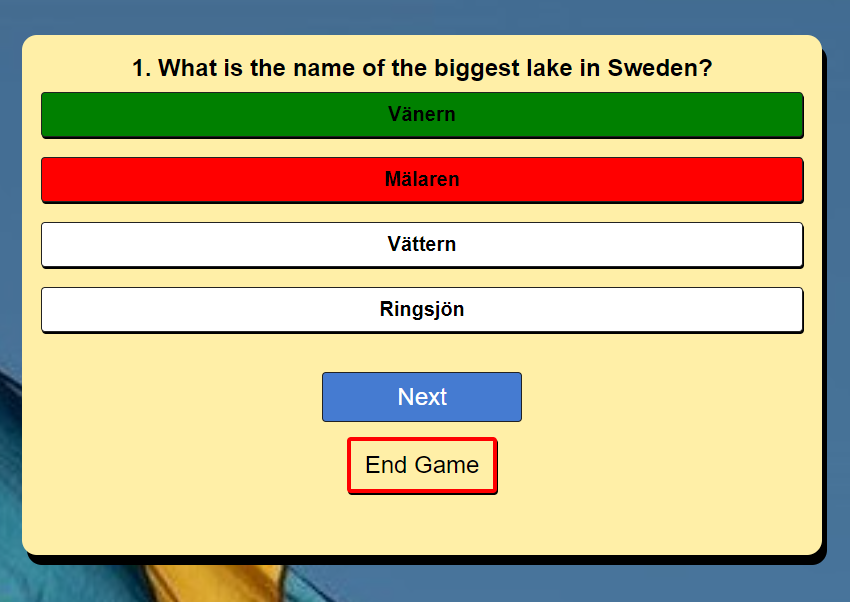 1. What is the name of the biggest lake in Sweden?
Vänern
Mälaren
Vättern
Ringsjön
Next
End Game